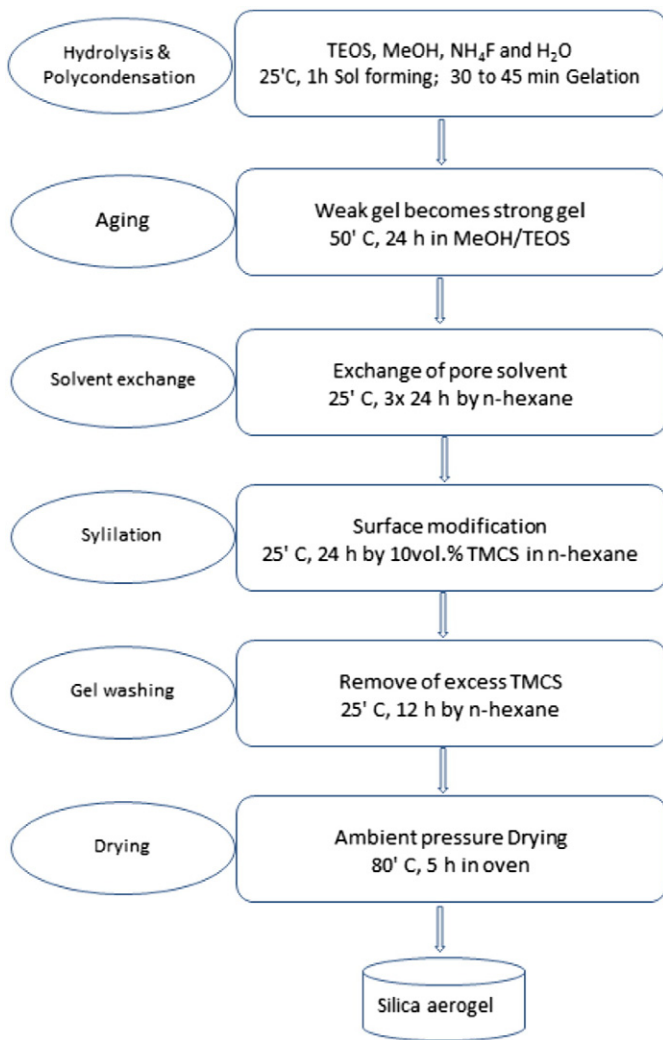 Hydrolysis &
Polycondensation
TEOS, MeOH, NH₄F and H₂O
25'C, 1h Sol forming; 30 to 45 min Gelation
Aging
Weak gel becomes strong gel
50' C, 24 h in MeOH/TEOS
Solvent exchange
Exchange of pore solvent
25' C, 3x 24 h by n-hexane
Sylilation
Surface modification
25' C, 24 h by 10vol.% TMCS in n-hexane
Gel washing
Remove of excess TMCS
25' C, 12 h by n-hexane
Drying
Ambient pressure Drying
80' C, 5 h in oven
Silica aerogel